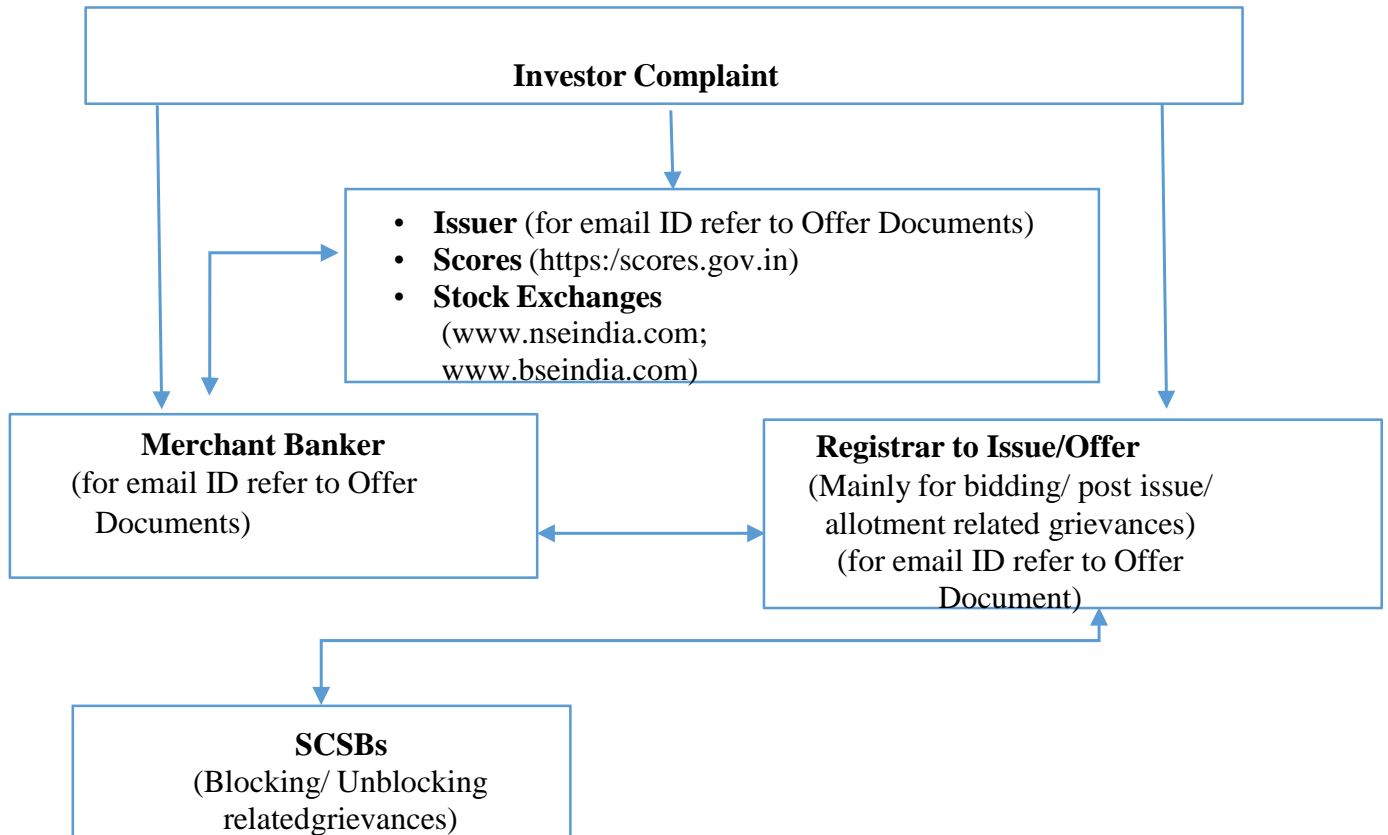 Investor Complaint
• Issuer (for email ID refer to Offer Documents)
• Scores (https:/scores.gov.in)
• Stock Exchanges
(www.nseindia.com;
www.bseindia.com)
Merchant Banker
(for email ID refer to Offer
Documents)
Registrar to Issue/Offer
(Mainly for bidding/ post issue/
allotment related grievances)
(for email ID refer to Offer
Document)
SCSBs
(Blocking/ Unblocking
relatedgrievances)